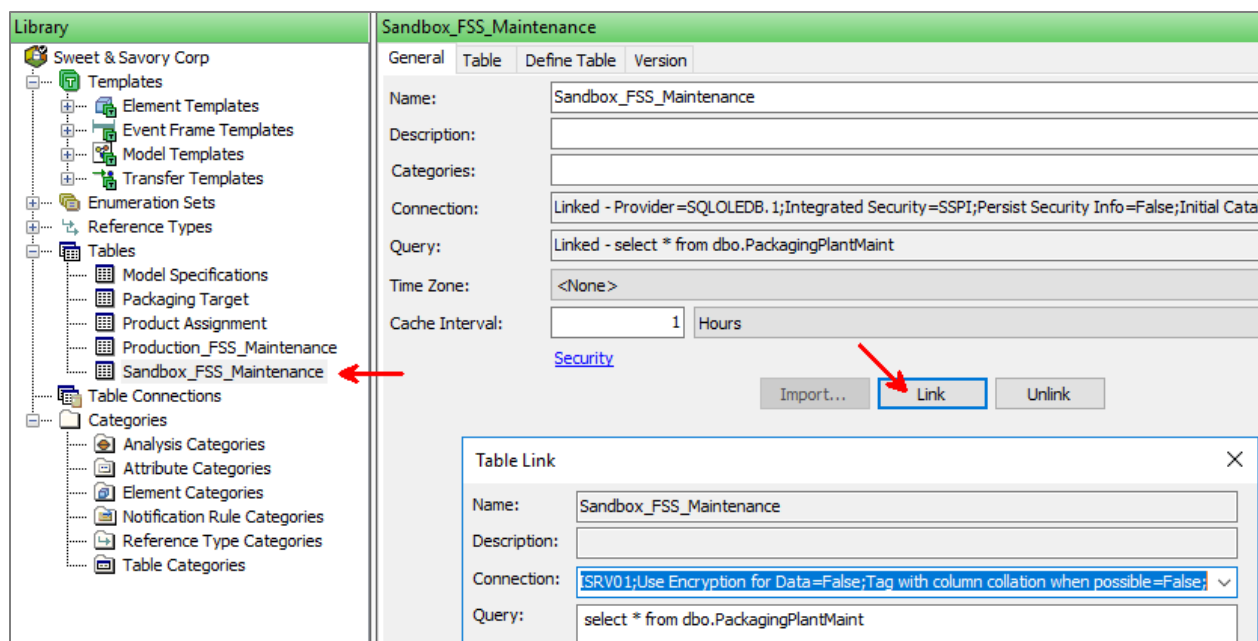 Library
Sweet & Savory Corp
Templates
Element Templates
Event Frame Templates
Model Templates
Transfer Templates
Enumeration Sets
Reference Types
Tables
Model Specifications
Packaging Target
Product Assignment
Production_FSS_Maintenance
Sandbox_FSS_Maintenance
Table Connections
Categories
Analysis Categories
Attribute Categories
Element Categories
Notification Rule Categories
Reference Type Categories
Table Categories
Sandbox_FSS_Maintenance
General Table Define Table Version
Name: Sandbox_FSS_Maintenance
Description:
Categories:
Connection: Linked - Provider=SQLOLEDB.1;Integrated Security=SSPI;Persist Security Info=False;Initial Cata
Query: Linked - select * from dbo.PackagingPlantMaint
Time Zone: <None>
Cache Interval: 1 Hours
Security
Import... Link Unlink
Table Link
Name: Sandbox_FSS_Maintenance
Description:
Connection: ISRV01;Use Encryption for Data=False;Tag with column collation when possible=False;
Query: select * from dbo.PackagingPlantMaint